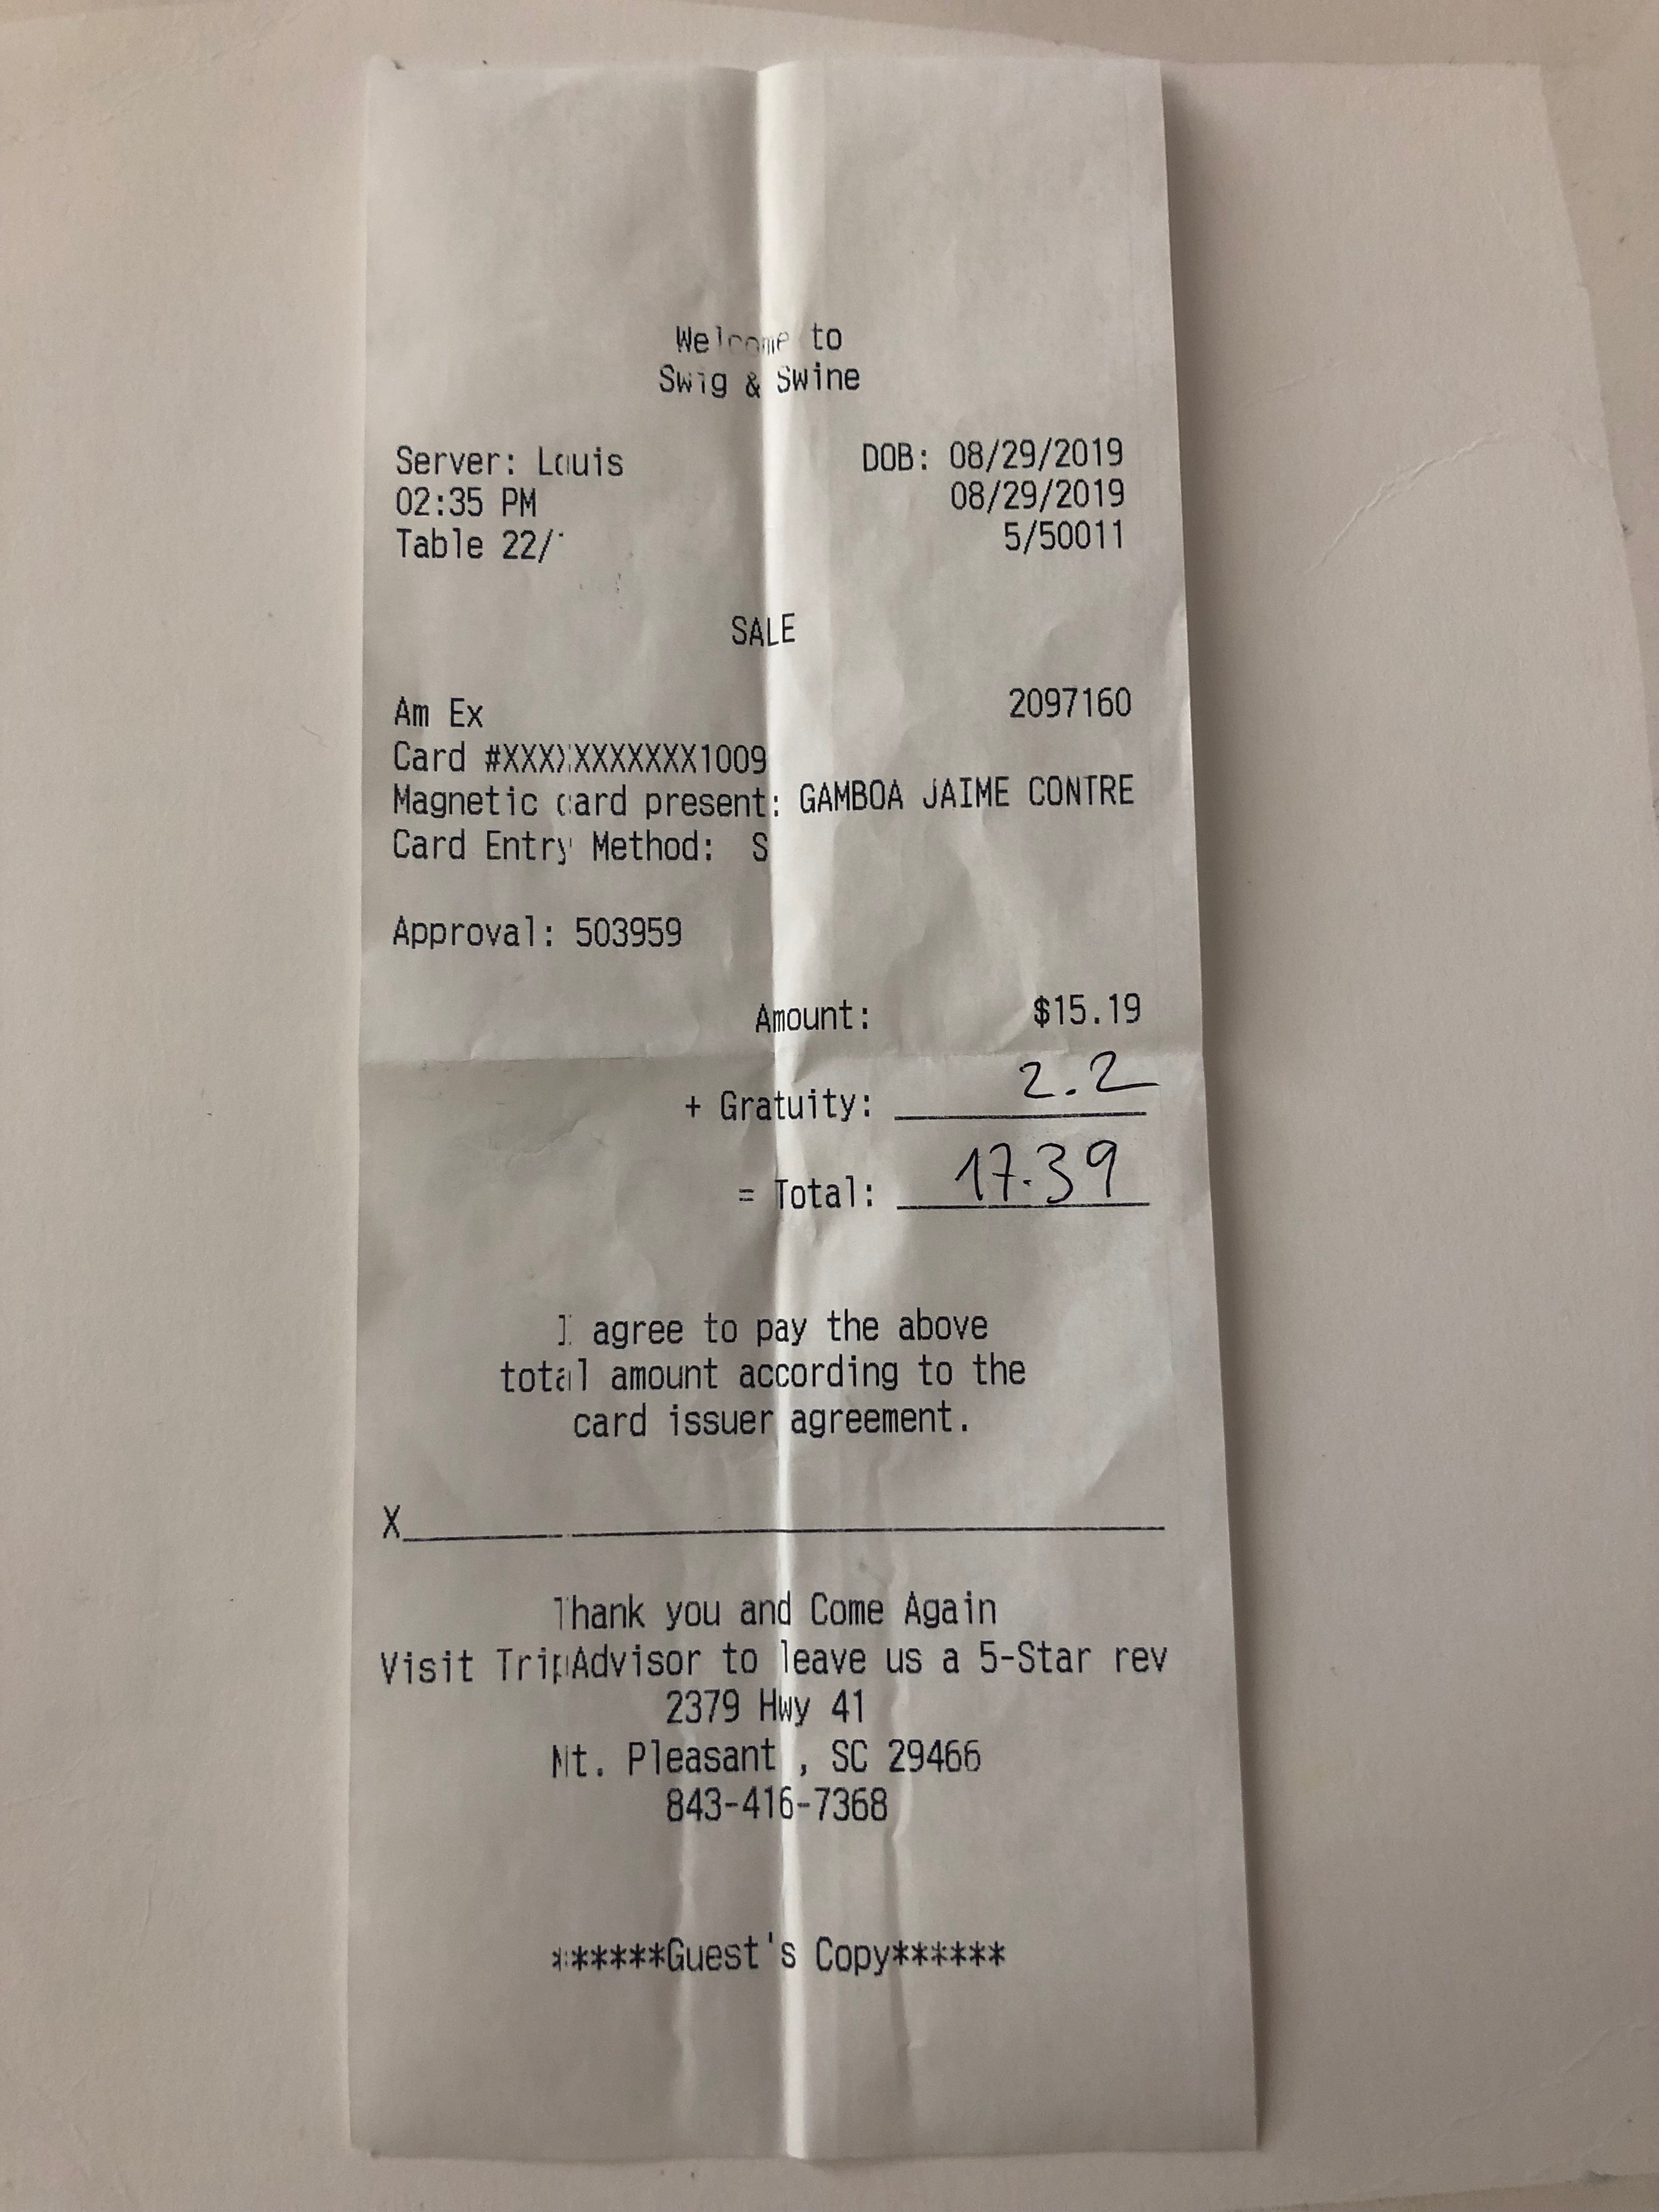 Welcome to
Swig & Swine
Server: Louis DOB: 08/29/2019
02:35 PM 08/29/2019
Table 22/ 5/50011
SALE
Am Ex 2097160
Card #XXXXXXXXXXX1009
Magnetic card present: GAMBOA JAIME CONTRE
Card Entry Method: S
Approval: 503959
Amount: $15.19
+ Gratuity: 2.2
= Total: 17.39
I agree to pay the above
total amount according to the
card issuer agreement.
X
Thank you and Come Again
Visit TripAdvisor to leave us a 5-Star rev
2379 Hwy 41
Mt. Pleasant , SC 29466
843-416-7368
******Guest's Copy******